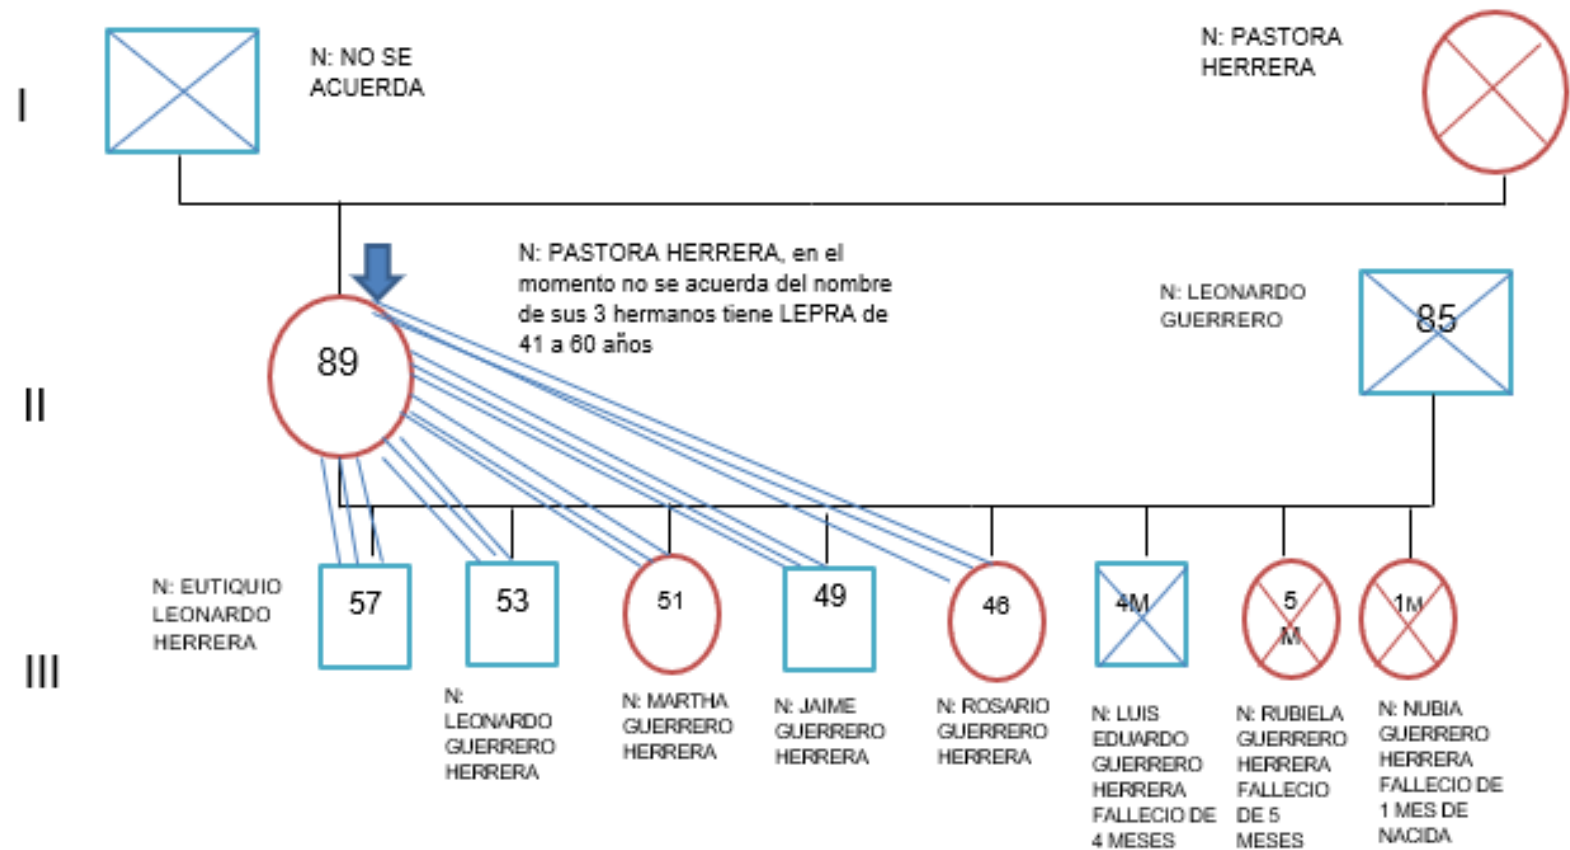 I
N: NO SE
ACUERDA
N: PASTORA
HERRERA
II
89
N: PASTORA HERRERA, en el
momento no se acuerda del nombre
de sus 3 hermanos tiene LEPRA de
41 a 60 años
N: LEONARDO
GUERRERO
85
III
N: EUTIQUIO
LEONARDO
HERRERA
57
53
N:
LEONARDO
GUERRERO
HERRERA
51
N: MARTHA
GUERRERO
HERRERA
49
N: JAIME
GUERRERO
HERRERA
46
N: ROSARIO
GUERRERO
HERRERA
4M
N: LUIS
EDUARDO
GUERRERO
HERRERA
FALLECIO DE
4 MESES
5
M
N: RUBIELA
GUERRERO
HERRERA
FALLECIO
DE 5
MESES
1M
N: NUBIA
GUERRERO
HERRERA
FALLECIO DE
1 MES DE
NACIDA